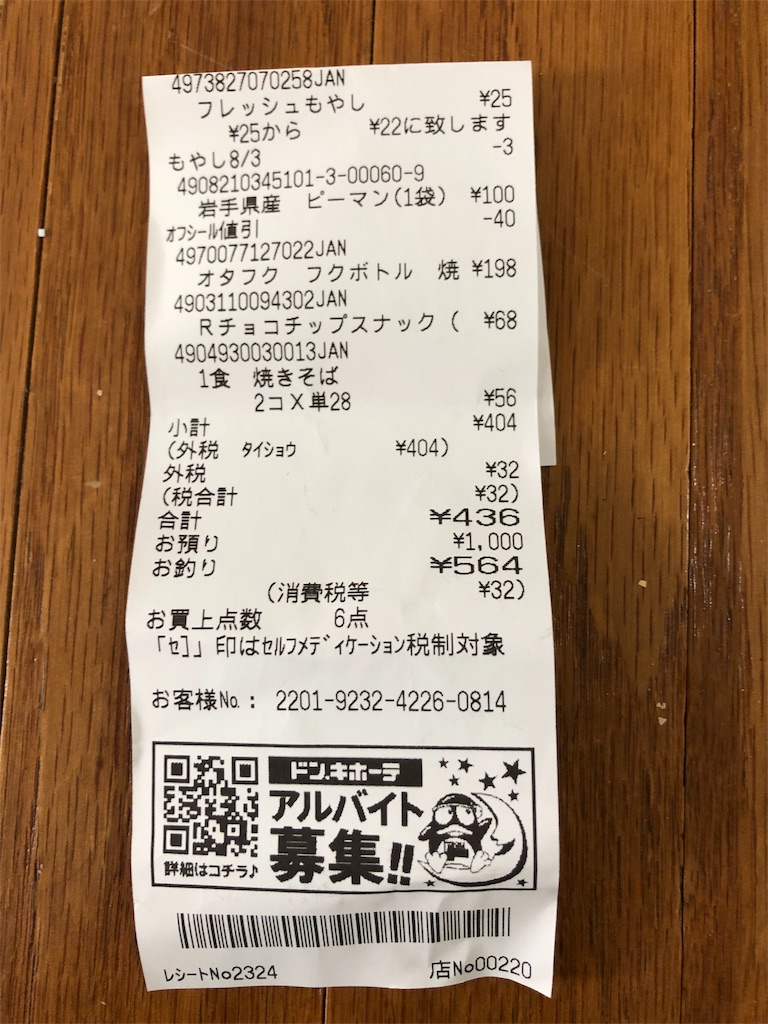 4973827070258JAN
フレッシュもやし ¥25
¥25から ¥22に致します
もやし8/3 -3
4908210345101-3-00060-9
岩手県産 ピーマン(1袋) ¥100
オフシール値引 -40
4970077127022JAN
オタフク フクボトル 焼 ¥198
4903110094302JAN
Rチョコチップスナック( ¥68
4904930030013JAN
1食 焼きそば
2コX単28 ¥56
小計 ¥404
(外税 タイショウ ¥404)
外税 ¥32
(税合計 ¥32)
合計 ¥436
お預り ¥1,000
お釣り ¥564
(消費税等 ¥32)
お買上点数 6点
「セ]」印はセルフメディケーション税制対象
お客様No.: 2201-9232-4226-0814
ドン.キホーテ
アルバイト
募集!!
詳細はコチラ♪
レシートNo2324 店No00220